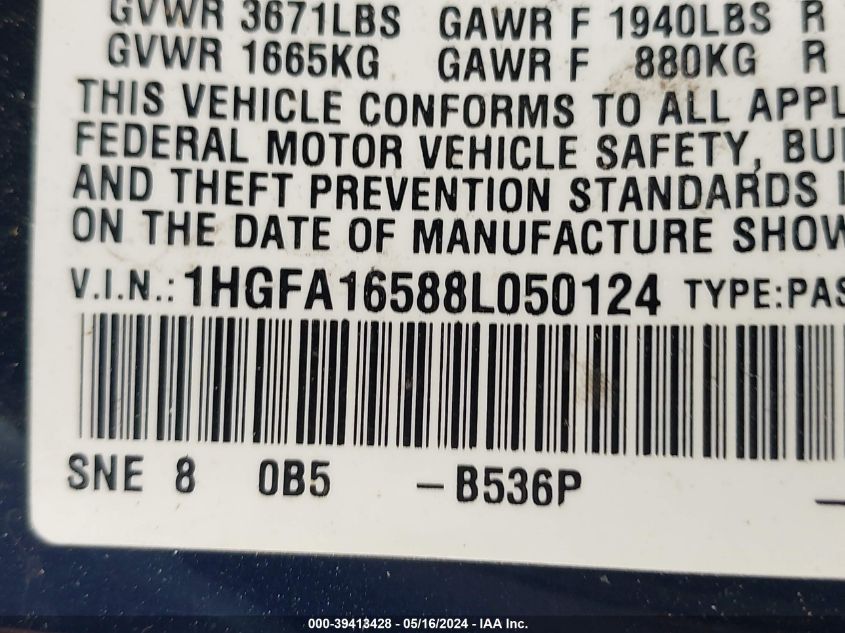 GVWR 3671LBS GAWR F 1940LBS R
GVWR 1665KG GAWR F 880KG R
THIS VEHICLE CONFORMS TO ALL APPL
FEDERAL MOTOR VEHICLE SAFETY, BU
AND THEFT PREVENTION STANDARDS I
ON THE DATE OF MANUFACTURE SHOW
V.I.N.: 1HGFA16588L050124 TYPE:PAS
SNE 8 0B5 - B536P -
000-39413428 - 05/16/2024 - IAA Inc.